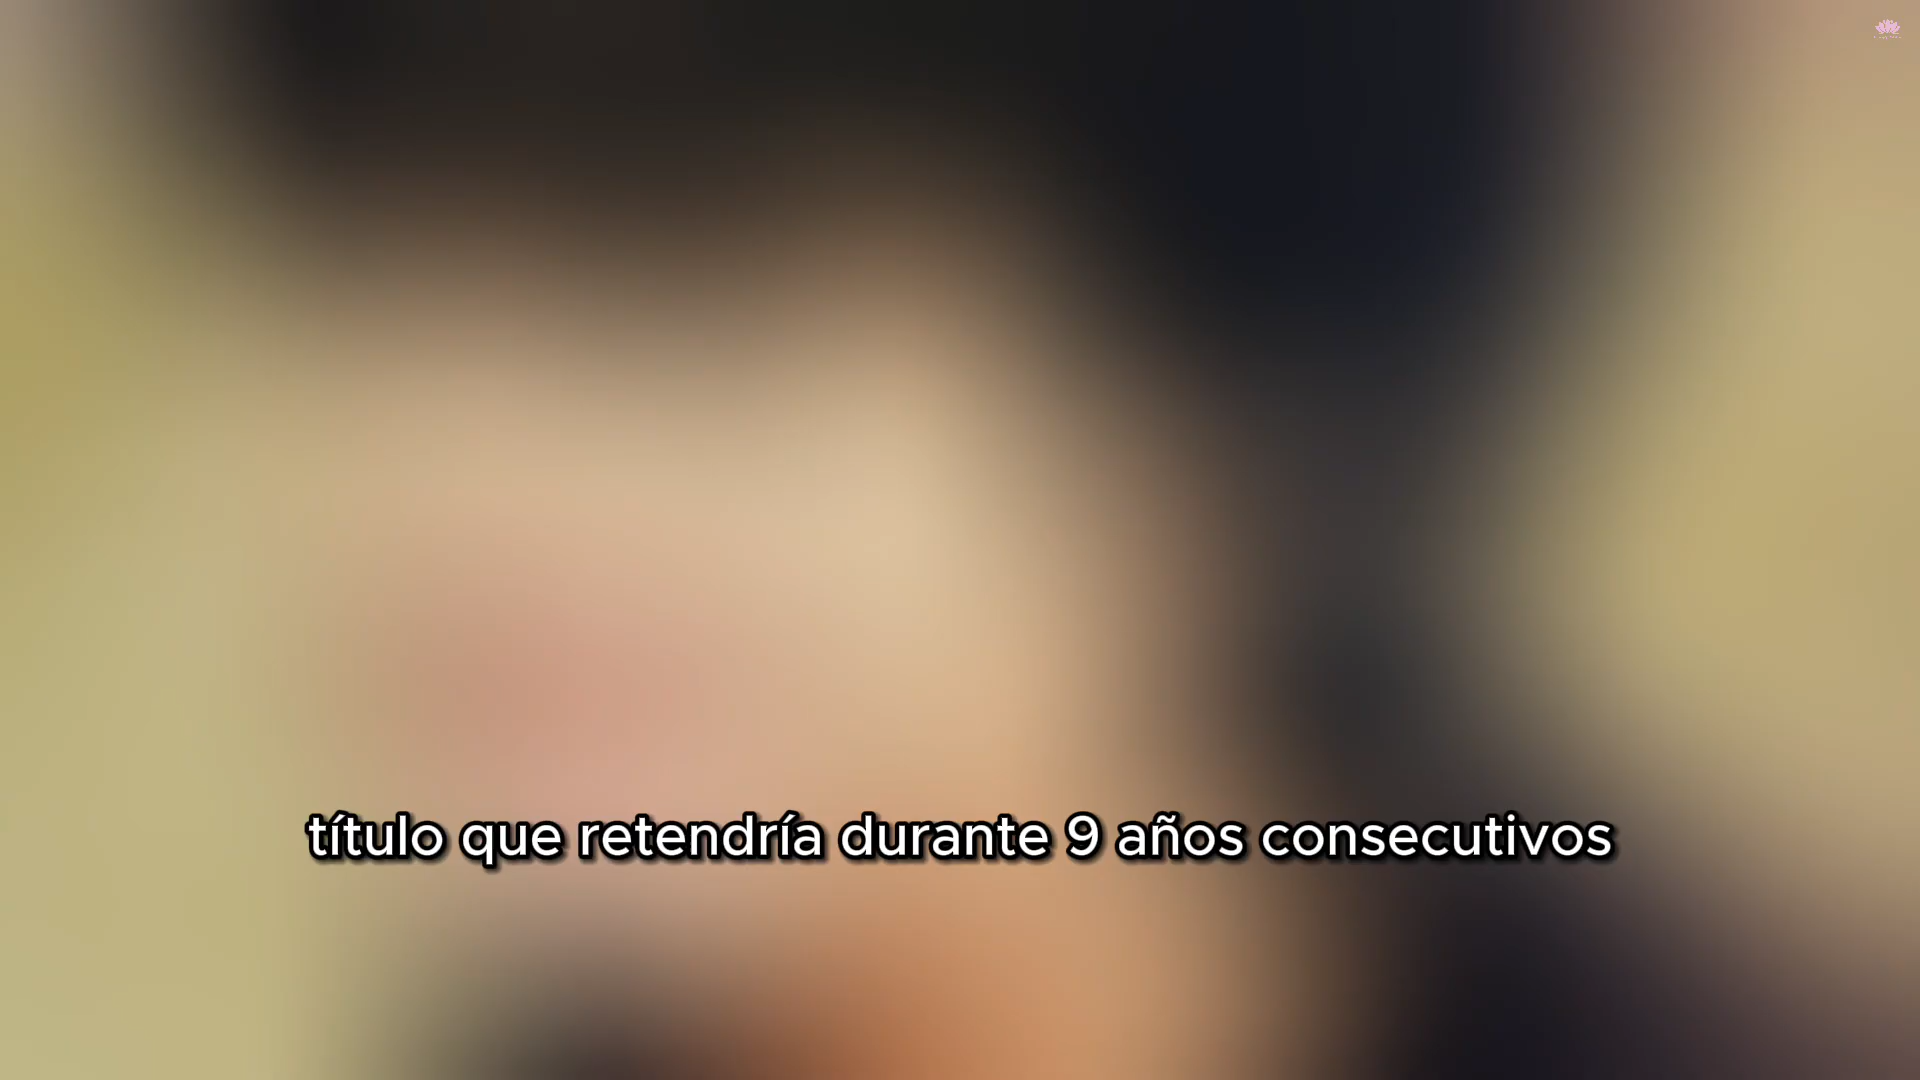 título que retendría durante 9 años consecutivos